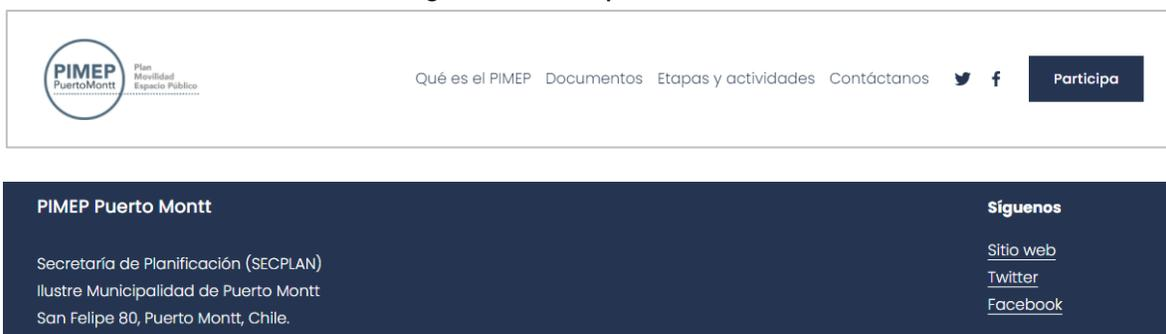 PIMEP
PuertoMontt
Plan
Movilidad
Espacio Público
Qué es el PIMEP Documentos Etapas y actividades Contáctanos Participa
PIMEP Puerto Montt
Síguenos
Secretaría de Planificación (SECPLAN)
Ilustre Municipalidad de Puerto Montt
San Felipe 80, Puerto Montt, Chile.
Sitio web
Twitter
Facebook